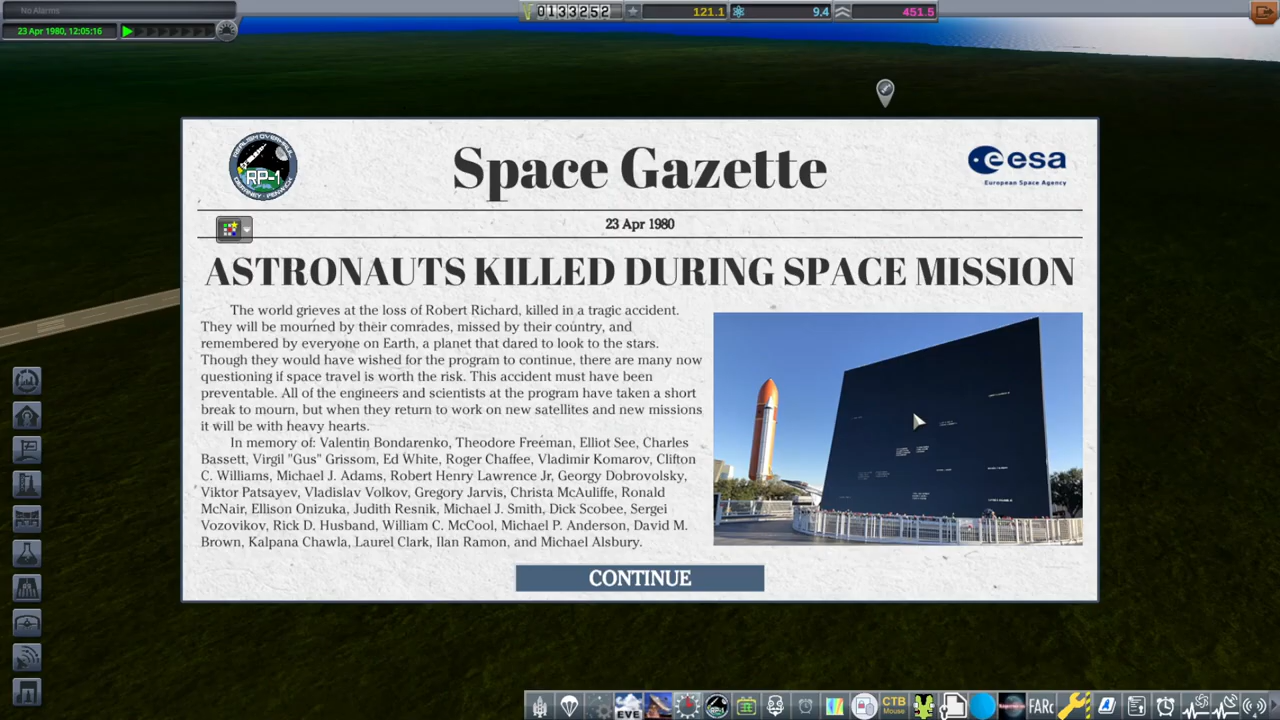 No Alarms
23 Apr 1980, 12:05:16
0133252
121.1
9.4
451.5
REALISM OVERHAUL
RP-1
esa
European Space Agency
Space Gazette
23 Apr 1980
ASTRONAUTS KILLED DURING SPACE MISSION
The world grieves at the loss of Robert Richard, killed in a tragic accident.
They will be mourned by their comrades, missed by their country, and
remembered by everyone on Earth, a planet that dared to look to the stars.
Though they would have wished for the program to continue, there are many now
questioning if space travel is worth the risk. This accident must have been
preventable. All of the engineers and scientists at the program have taken a short
break to mourn, but when they return to work on new satellites and new missions
it will be with heavy hearts.
In memory of: Valentin Bondarenko, Theodore Freeman, Elliot See, Charles
Bassett, Virgil "Gus" Grissom, Ed White, Roger Chaffee, Vladimir Komarov, Clifton
C. Williams, Michael J. Adams, Robert Henry Lawrence Jr, Georgy Dobrovolsky,
Viktor Patsayev, Vladislav Volkov, Gregory Jarvis, Christa McAuliffe, Ronald
McNair, Ellison Onizuka, Judith Resnik, Michael J. Smith, Dick Scobee, Sergei
Vozovikov, Rick D. Husband, William C. McCool, Michael P. Anderson, David M.
Brown, Kalpana Chawla, Laurel Clark, Ilan Ramon, and Michael Alsbury.
CONTINUE
EVE
RP-1
CTB
Mouse
FAR